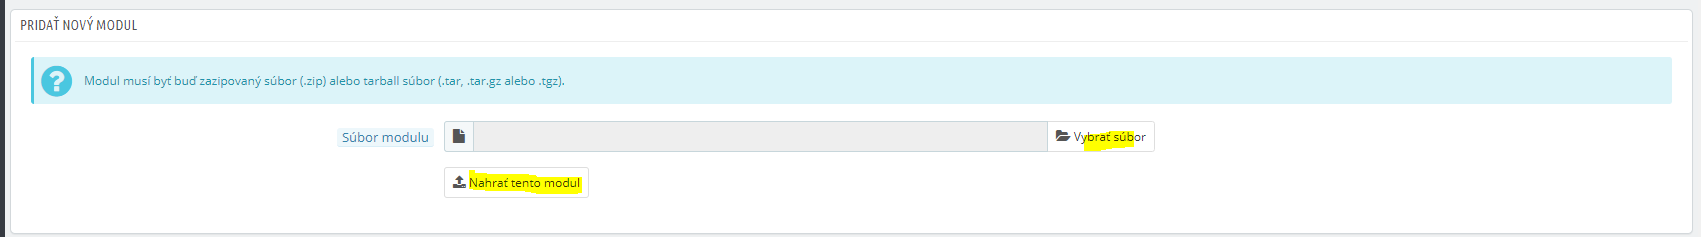 PRIDAŤ NOVÝ MODUL
Modul musí byť buď zazipovaný súbor (.zip) alebo tarball súbor (.tar, .tar.gz alebo .tgz).
Súbor modulu
Vybrať súbor
Nahrať tento modul